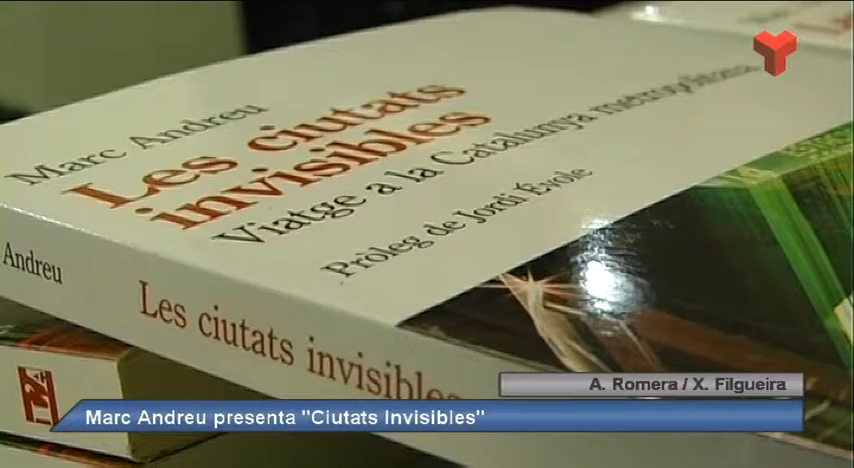 Marc Andreu
Les ciutats
invisibles
Viatge a la Catalunya metropolitana
Pròleg de Jordi Évole
Andreu
Les ciutats invisibles
A. Romera / X. Filgueira
Marc Andreu presenta "Ciutats Invisibles"